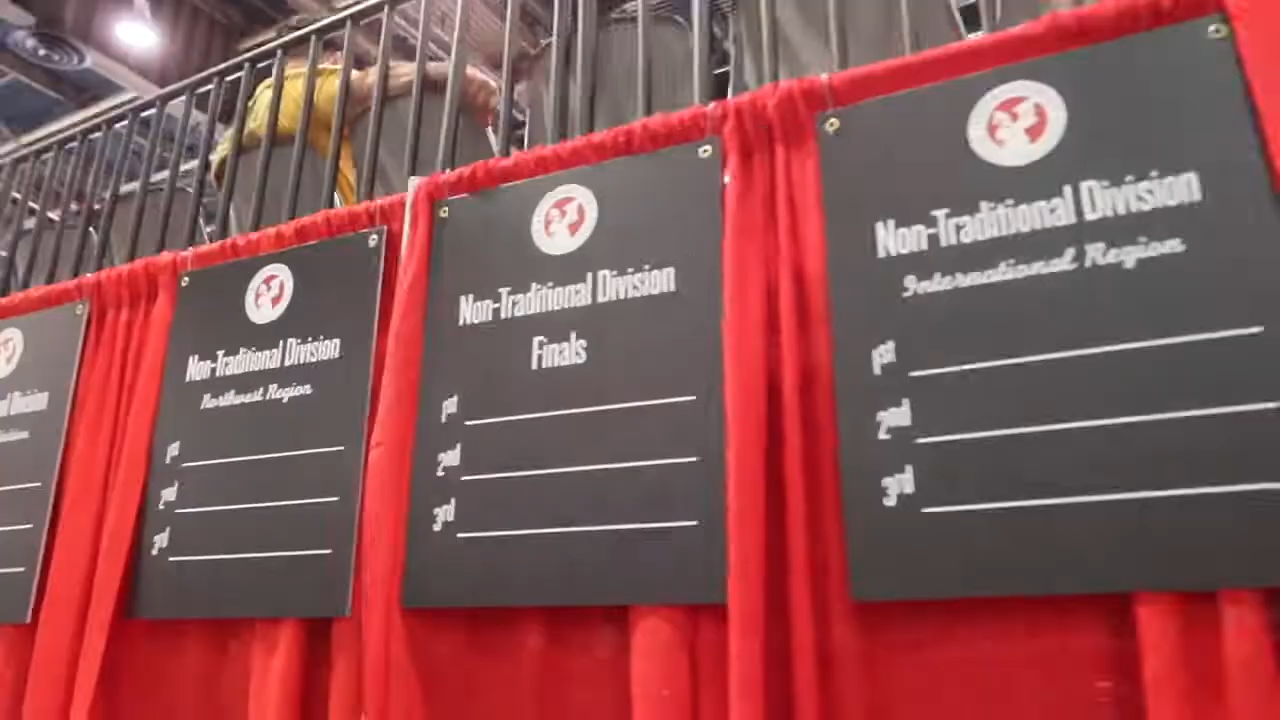 Division
Non-Traditional Division
Northwest Region
1st
2nd
3rd
Non-Traditional Division
Finals
1st
2nd
3rd
Non-Traditional Division
International Region
1st
2nd
3rd